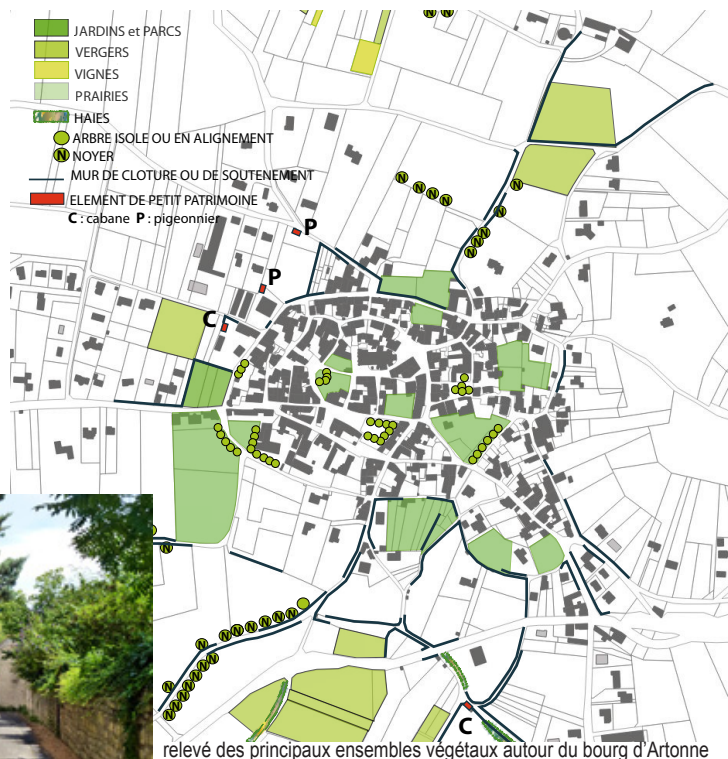 JARDINS et PARCS
VERGERS
VIGNES
PRAIRIES
HAIES
ARBRE ISOLE OU EN ALIGNEMENT
N NOYER
MUR DE CLOTURE OU DE SOUTENEMENT
ELEMENT DE PETIT PATRIMOINE
C : cabane P : pigeonnier
N N
N N N N N
N
N
N
N
P
P
C
N
N N N N N N
N
N
N
N
N
N
N
C
relevé des principaux ensembles végétaux autour du bourg d'Artonne